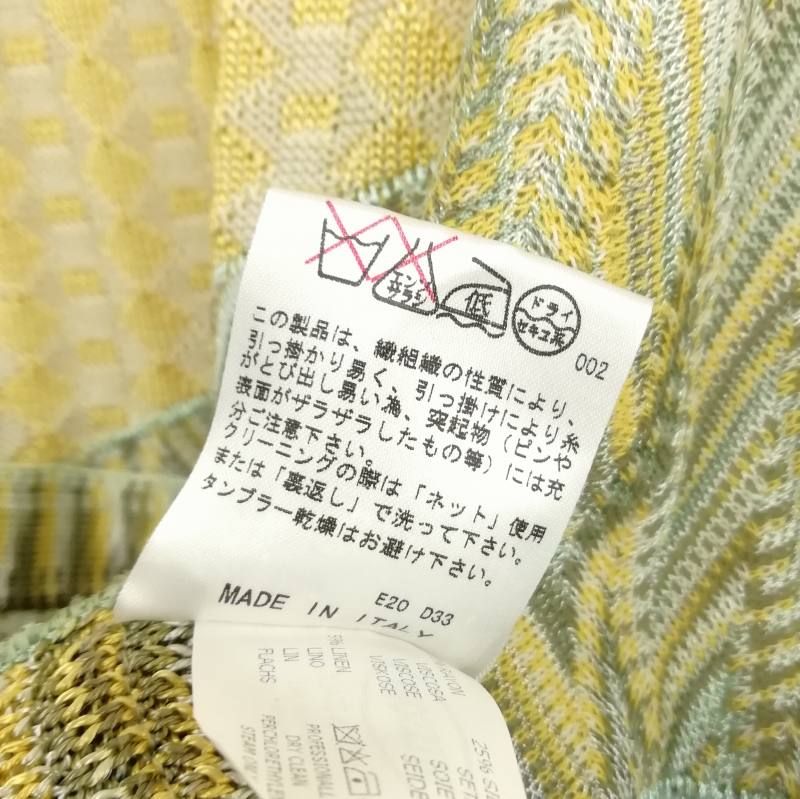 エンソ
サラシ
低
ドライ
セキユ系
002
この製品は、繊組織の性質により、
引っ掛かり易く、引っ掛けにより糸
がとび出し易い為、突起物(ピンや
表面がザラザラしたもの等)には充
分ご注意下さい。
クリーニングの際は「ネット」使用
または「裏返し」で洗って下さい。
タンブラー乾燥はお避け下さい。
E20 D33
MADE IN ITALY
LINEN
LINO
LIN
FLACHS
VISCOSA
VISCOSE
VISCOSE
25%
SOIE
SEIDE
DRY CLEAN